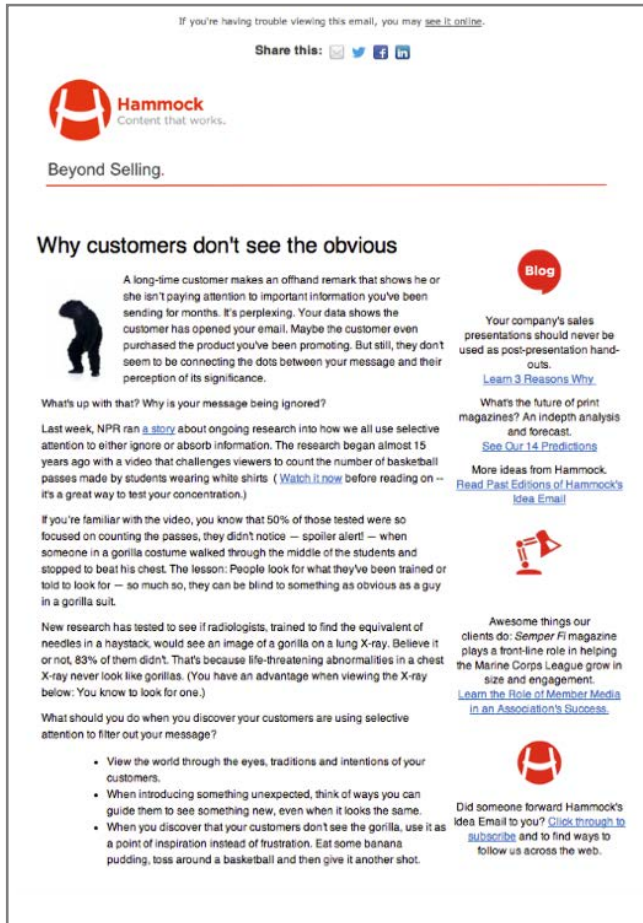 If you're having trouble viewing this email, you may see it online.
Share this:
Hammock
Content that works.
Beyond Selling.
Why customers don't see the obvious
A long-time customer makes an offhand remark that shows he or
she isn't paying attention to important information you've been
sending for months. It's perplexing. Your data shows the
customer has opened your email. Maybe the customer even
purchased the product you've been promoting. But still, they don't
seem to be connecting the dots between your message and their
perception of its significance.
What's up with that? Why is your message being ignored?
Last week, NPR ran a story about ongoing research into how we all use selective
attention to either ignore or absorb information. The research began almost 15
years ago with a video that challenges viewers to count the number of basketball
passes made by students wearing white shirts ( Watch it now before reading on --
it's a great way to test your concentration.)
If you're familiar with the video, you know that 50% of those tested were so
focused on counting the passes, they didn't notice — spoiler alert! — when
someone in a gorilla costume walked through the middle of the students and
stopped to beat his chest. The lesson: People look for what they've been trained or
told to look for — so much so, they can be blind to something as obvious as a guy
in a gorilla suit.
New research has tested to see if radiologists, trained to find the equivalent of
needles in a haystack, would see an image of a gorilla on a lung X-ray. Believe it
or not, 83% of them didn't. That's because life-threatening abnormalities in a chest
X-ray never look like gorillas. (You have an advantage when viewing the X-ray
below: You know to look for one.)
What should you do when you discover your customers are using selective
attention to filter out your message?
• View the world through the eyes, traditions and intentions of your
customers.
• When introducing something unexpected, think of ways you can
guide them to see something new, even when it looks the same.
• When you discover that your customers don't see the gorilla, use it as
a point of inspiration instead of frustration. Eat some banana
pudding, toss around a basketball and then give it another shot.
Blog
Your company's sales
presentations should never be
used as post-presentation hand-
outs.
Learn 3 Reasons Why
What's the future of print
magazines? An indepth analysis
and forecast.
See Our 14 Predictions
More ideas from Hammock.
Read Past Editions of Hammock's
Idea Email
Awesome things our
clients do: Semper Fi magazine
plays a front-line role in helping
the Marine Corps League grow in
size and engagement.
Learn the Role of Member Media
in an Association's Success.
Did someone forward Hammock's
Idea Email to you? Click through to
subscribe and to find ways to
follow us across the web.